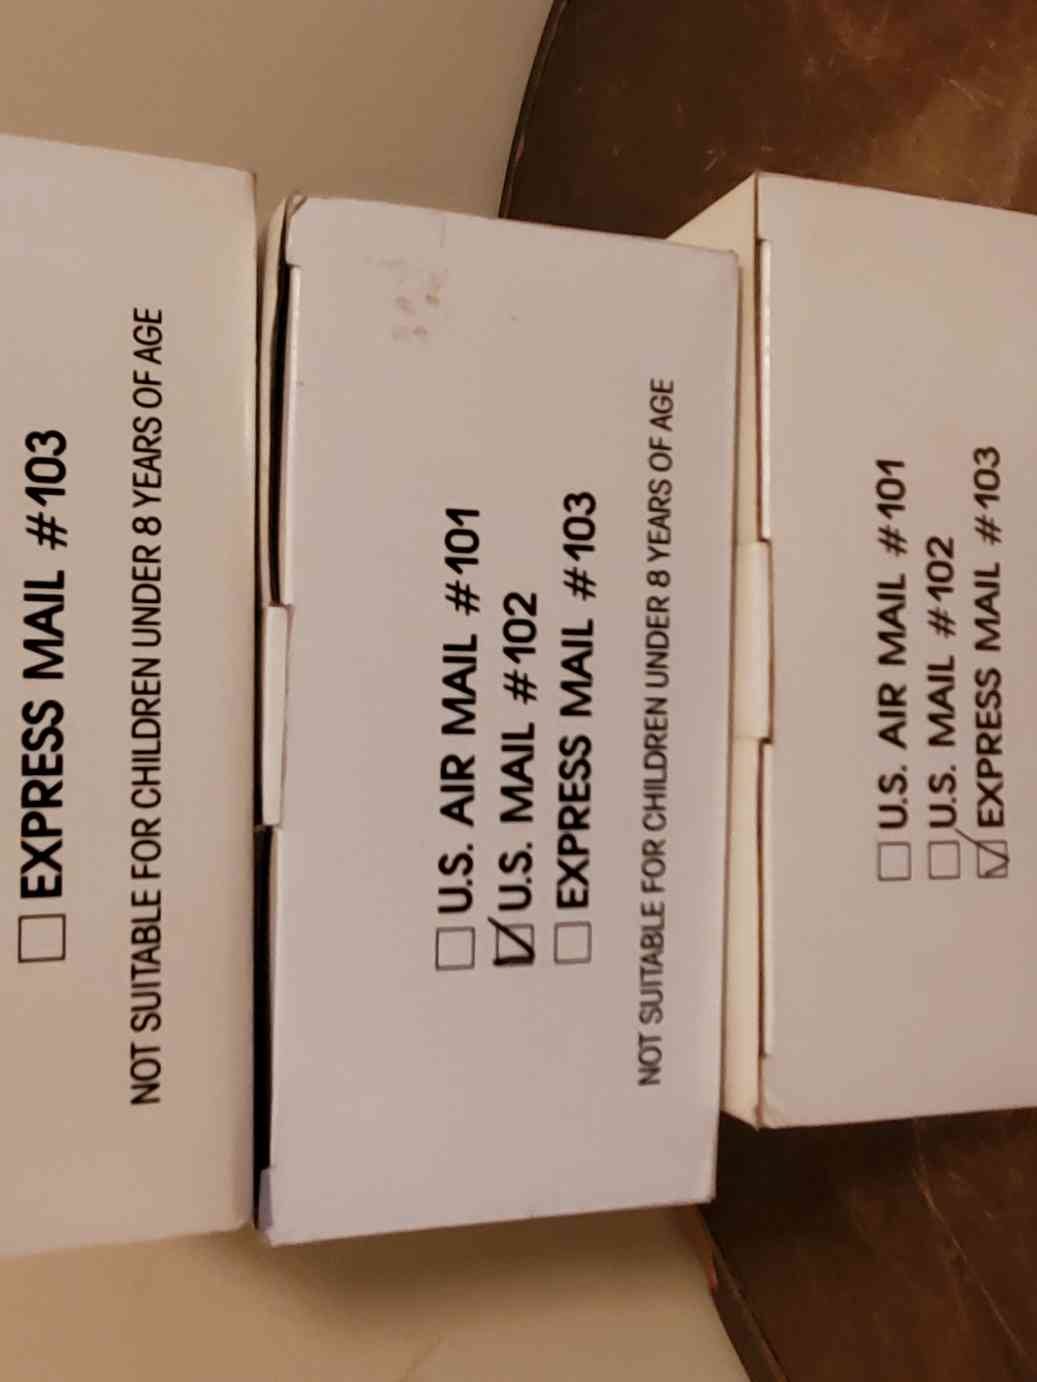 EXPRESS MAIL #103
NOT SUITABLE FOR CHILDREN UNDER 8 YEARS OF AGE
U.S. AIR MAIL #101
U.S. MAIL #102
EXPRESS MAIL #103
NOT SUITABLE FOR CHILDREN UNDER 8 YEARS OF AGE
U.S. AIR MAIL #101
U.S. MAIL #102
EXPRESS MAIL #103